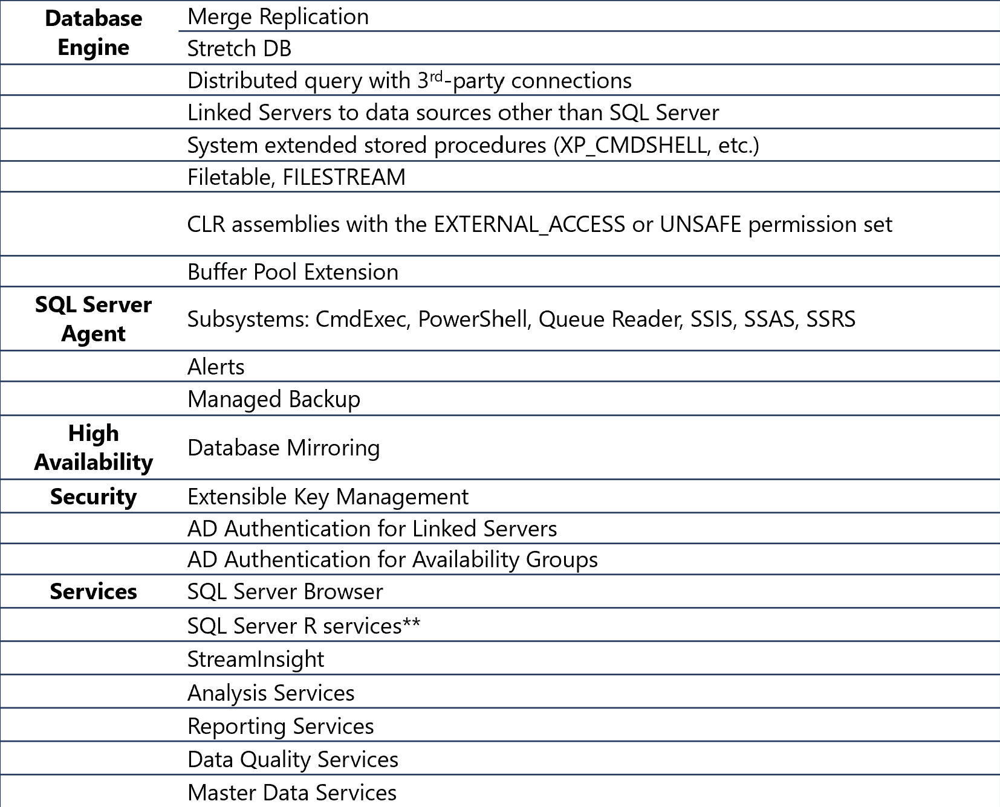 Database
Engine
Merge Replication
Stretch DB
Distributed query with 3rd-party connections
Linked Servers to data sources other than SQL Server
System extended stored procedures (XP_CMDSHELL, etc.)
Filetable, FILESTREAM
CLR assemblies with the EXTERNAL_ACCESS or UNSAFE permission set
Buffer Pool Extension
SQL Server
Agent
Subsystems: CmdExec, PowerShell, Queue Reader, SSIS, SSAS, SSRS
Alerts
Managed Backup
High
Availability
Database Mirroring
Security
Extensible Key Management
AD Authentication for Linked Servers
AD Authentication for Availability Groups
Services
SQL Server Browser
SQL Server R services**
StreamInsight
Analysis Services
Reporting Services
Data Quality Services
Master Data Services